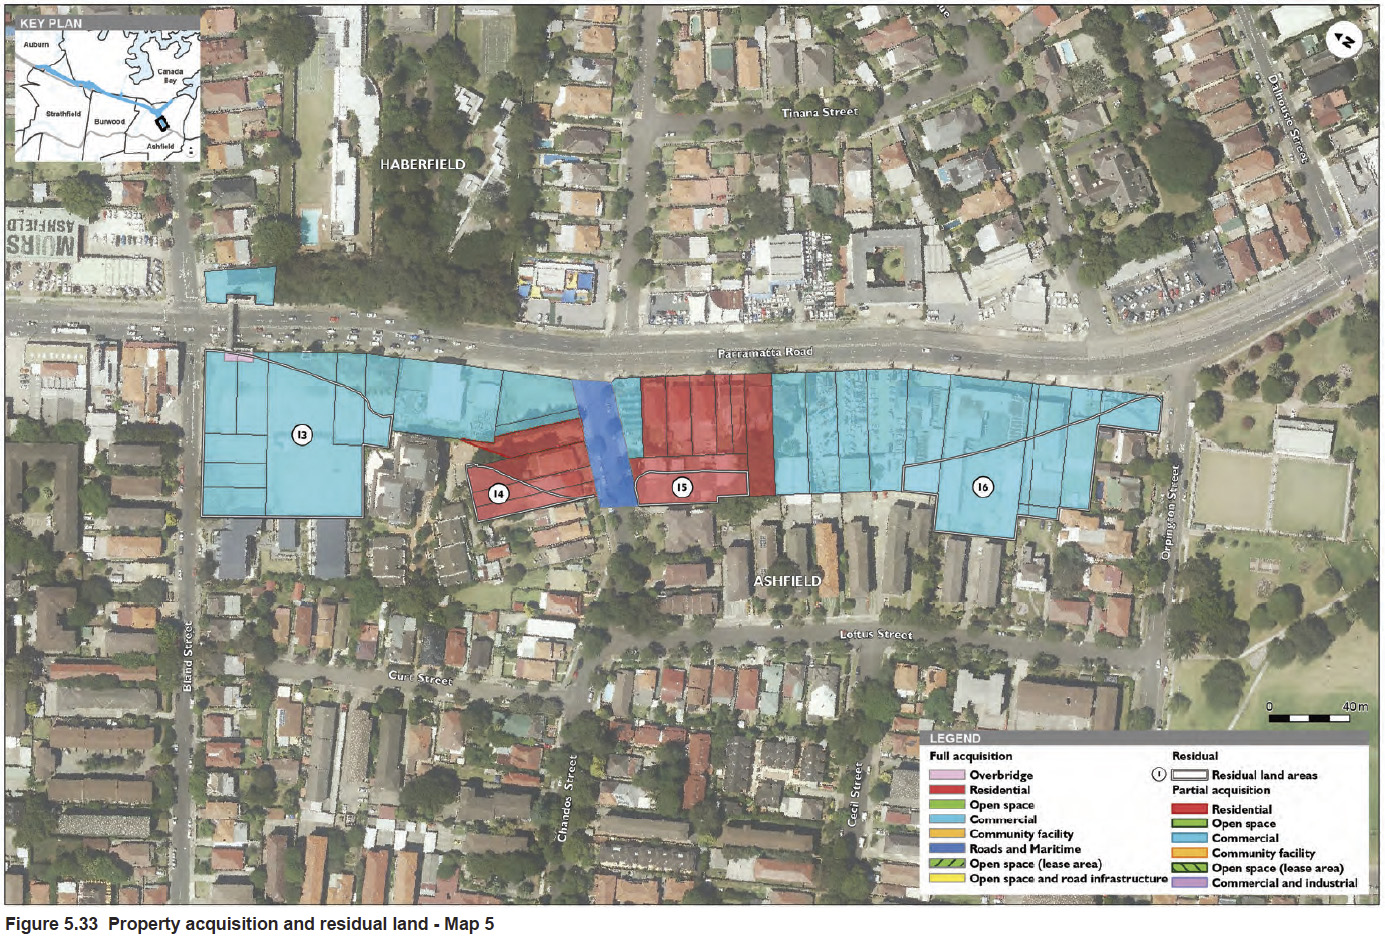 KEY PLAN
Auburn
Canada
Bay
Strathfield
Burwood
Ashfield
N
Tinana Street
Dalhousie Street
HABERFIELD
MUIRS
ASHFIELD
Parramatta Road
13
14
15
16
ASHFIELD
Orpington Street
Loftus Street
Bland Street
Curt Street
Chandos Street
Cecil Street
0 40 m
LEGEND
Full acquisition
Overbridge
Residential
Open space
Commercial
Community facility
Roads and Maritime
Open space (lease area)
Open space and road infrastructure
Residual
1 Residual land areas
Partial acquisition
Residential
Open space
Commercial
Community facility
Open space (lease area)
Commercial and industrial
Figure 5.33 Property acquisition and residual land - Map 5